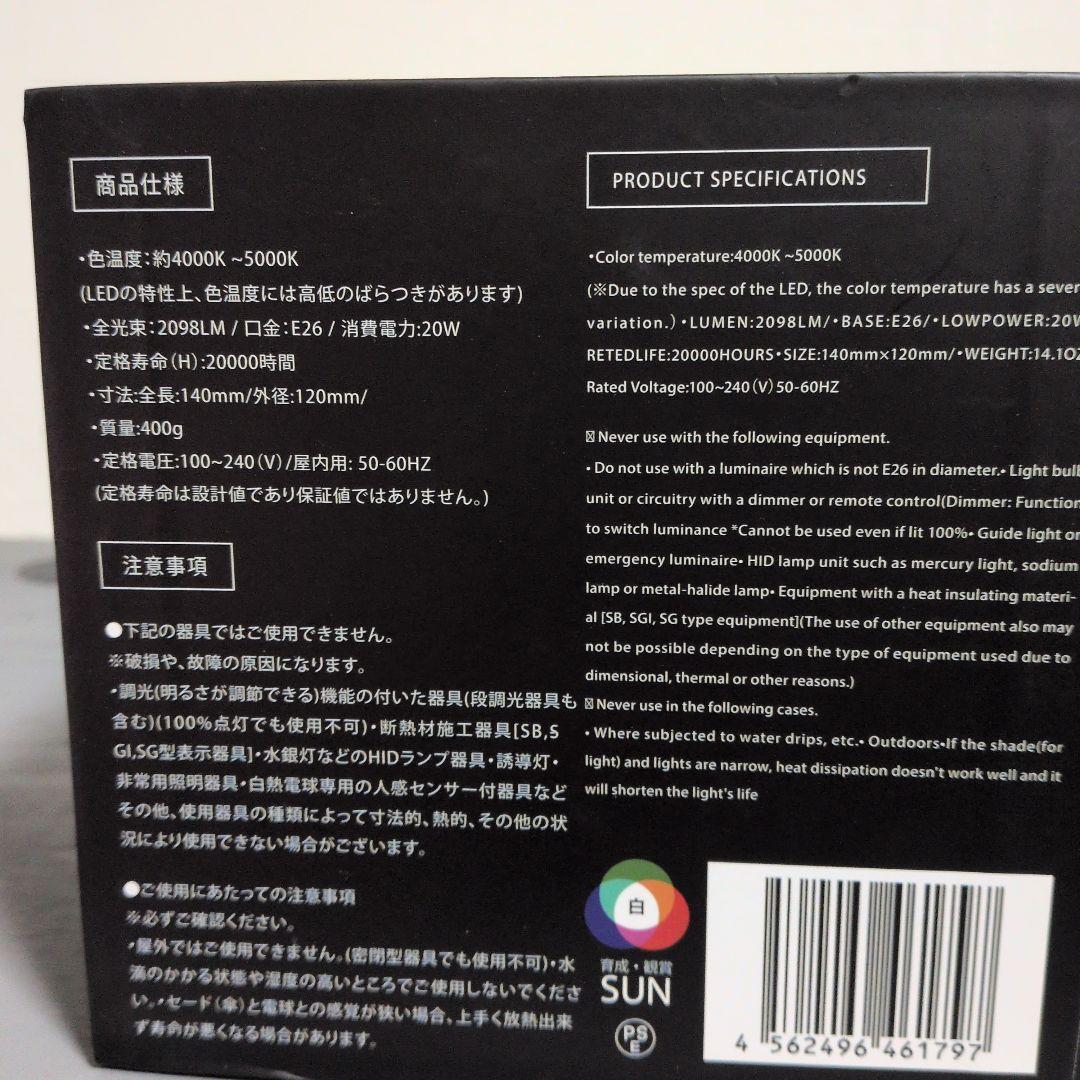 商品仕様
・色温度：約4000K ~5000K
(LEDの特性上、色温度には高低のばらつきがあります)
・全光束：2098LM / 口金：E26 / 消費電力:20W
・定格寿命（H）:20000時間
・寸法:全長:140mm/外径:120mm/
・質量:400g
・定格電圧:100~240（V）/屋内用: 50-60HZ
(定格寿命は設計値であり保証値ではありません。)
注意事項
●下記の器具ではご使用できません。
※破損や、故障の原因になります。
・調光(明るさが調節できる)機能の付いた器具(段調光器具も
含む)(100%点灯でも使用不可)・断熱材施工器具[SB,S
GI,SG型表示器具]・水銀灯などのHIDランプ器具・誘導灯・
非常用照明器具・白熱電球専用の人感センサー付器具など
その他、使用器具の種類によって寸法的、熱的、その他の状
況により使用できない場合がございます。
●ご使用にあたっての注意事項
※必ずご確認ください。
・屋外ではご使用できません。(密閉型器具でも使用不可)・水
滴のかかる状態や湿度の高いところでご使用しないでくださ
い。・セード（傘）と電球との感覚が狭い場合、上手く放熱出来
ず寿命が悪くなる場合があります。
PRODUCT SPECIFICATIONS
・Color temperature:4000K ~5000K
(※Due to the spec of the LED, the color temperature has a sever
variation.)・LUMEN:2098LM/・BASE:E26/・LOWPOWER:20W
RETEDLIFE:20000HOURS・SIZE:140mm×120mm/・WEIGHT:14.1OZ
Rated Voltage:100~240（V）50-60HZ
Never use with the following equipment.
・Do not use with a luminaire which is not E26 in diameter.・Light bulb
unit or circuitry with a dimmer or remote control(Dimmer: Function
to switch luminance *Cannot be used even if lit 100%・Guide light or
emergency luminaire・HID lamp unit such as mercury light, sodium
lamp or metal-halide lamp・Equipment with a heat insulating materi-
al [SB, SGI, SG type equipment](The use of other equipment also may
not be possible depending on the type of equipment used due to
dimensional, thermal or other reasons.)
Never use in the following cases.
・Where subjected to water drips, etc.・Outdoors・If the shade(for
light) and lights are narrow, heat dissipation doesn't work well and it
will shorten the light's life
白
育成・観賞
SUN
PSE
4 562496 461797